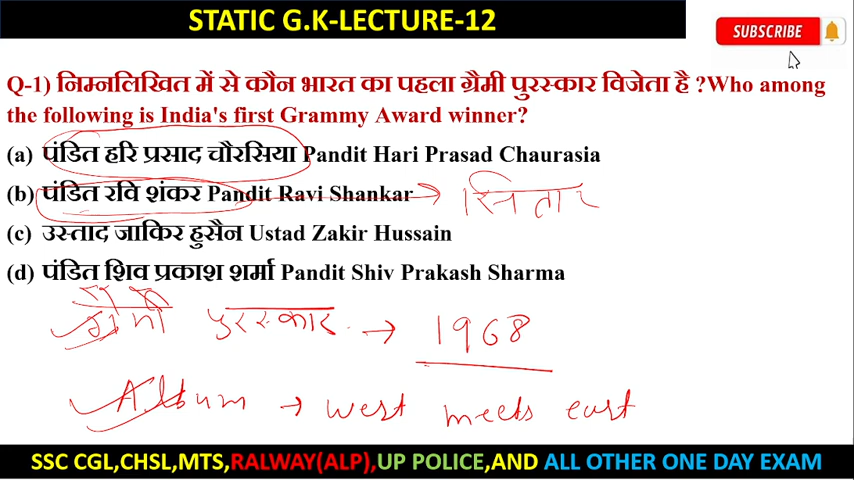 STATIC G.K-LECTURE-12
SUBSCRIBE
Q-1) निम्नलिखित में से कौन भारत का पहला ग्रैमी पुरस्कार विजेता है ?Who among
the following is India's first Grammy Award winner?
(a) पंडित हरि प्रसाद चौरसिया Pandit Hari Prasad Chaurasia
(b) पंडित रवि शंकर Pandit Ravi Shankar → सितार
(c) उस्ताद जाकिर हुसैन Ustad Zakir Hussain
(d) पंडित शिव प्रकाश शर्मा Pandit Shiv Prakash Sharma
पुरस्कार → 1968
Album → west meets east
SSC CGL,CHSL,MTS,RALWAY(ALP),UP POLICE,AND ALL OTHER ONE DAY EXAM